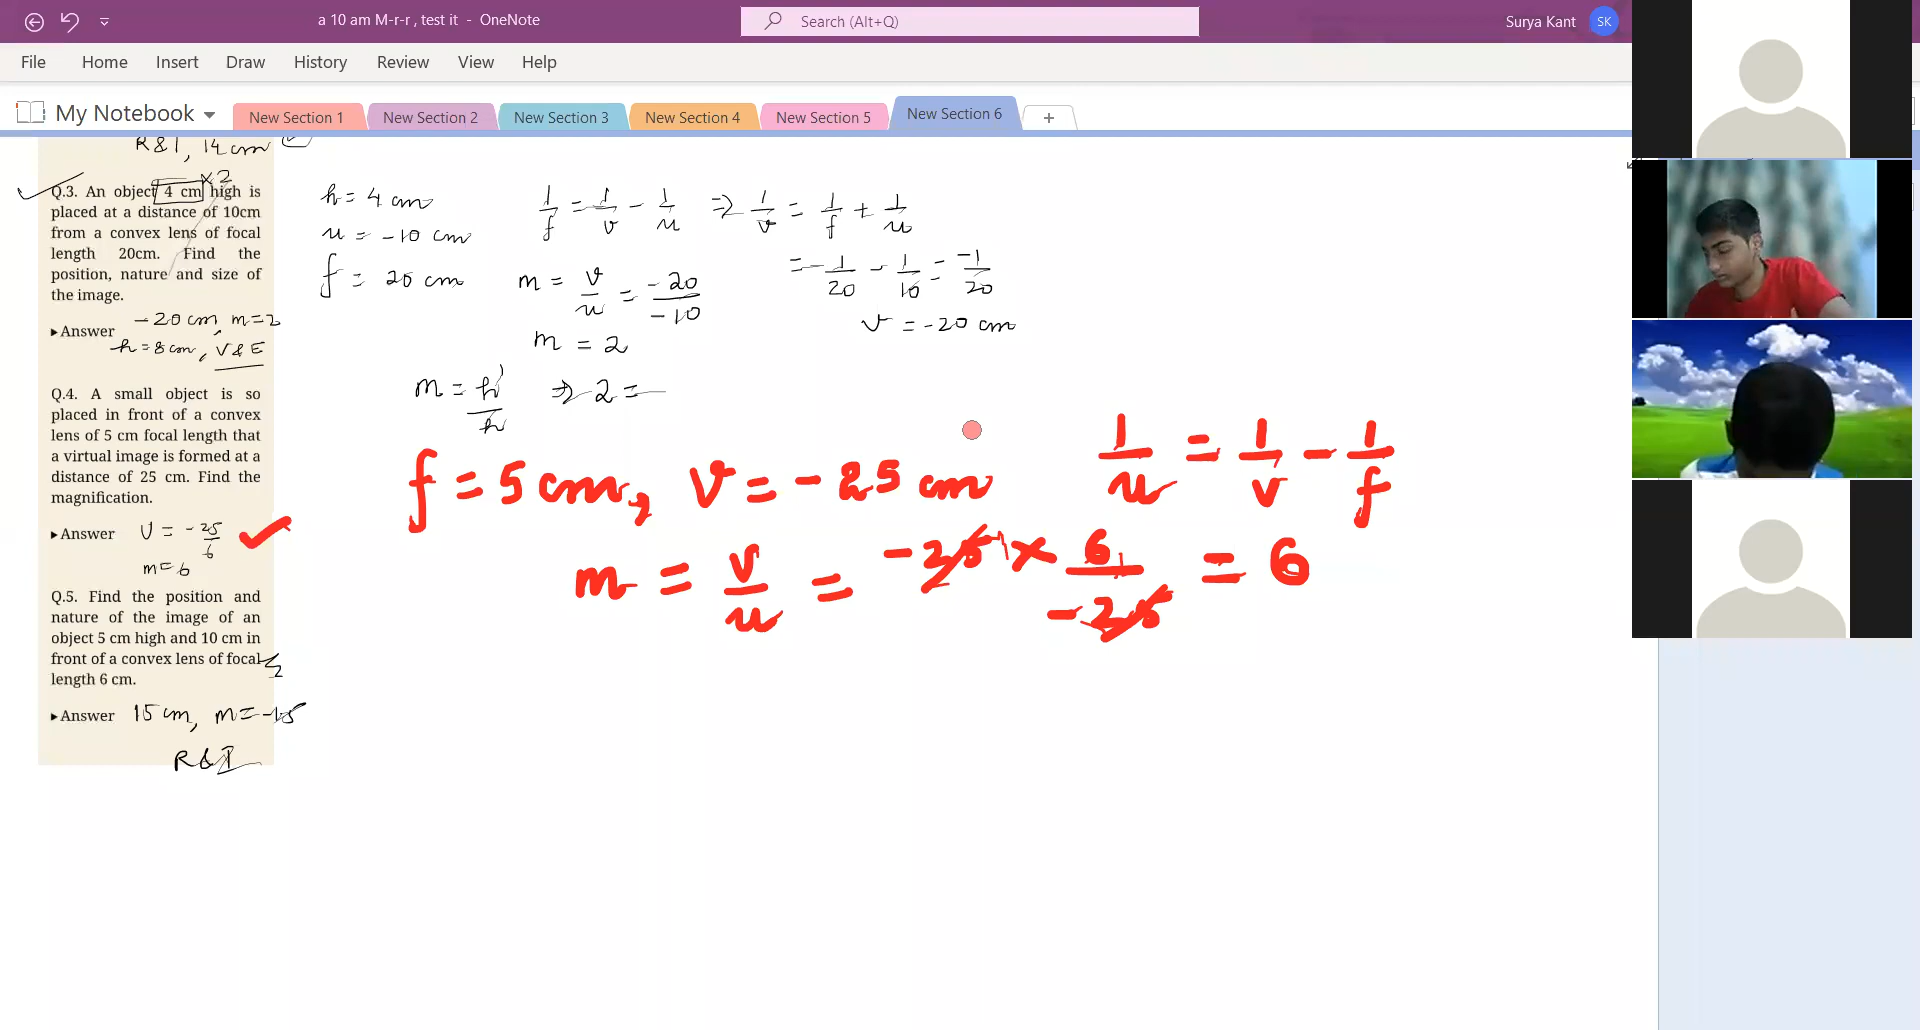 a 10 am M-r-r , test it - OneNote
Search (Alt+Q)
Surya Kant
SK
File Home Insert Draw History Review View Help
My Notebook
New Section 1 New Section 2 New Section 3 New Section 4 New Section 5 New Section 6 +
R & I, 14 cm
×2
Q.3. An object 4 cm high is
placed at a distance of 10cm
from a convex lens of focal
length 20cm. Find the
position, nature and size of
the image.
▸Answer -20 cm, m=2
h = 8 cm, V & E
Q.4. A small object is so
placed in front of a convex
lens of 5 cm focal length that
a virtual image is formed at a
distance of 25 cm. Find the
magnification.
▸Answer U = -25/6
m = 6
Q.5. Find the position and
nature of the image of an
object 5 cm high and 10 cm in
front of a convex lens of focal
length 6 cm.
▸Answer 15 cm, m = -1.5
R & I
h = 4 cm
u = -10 cm
f = 20 cm
1/f = 1/v - 1/u ⇒ 1/v = 1/f + 1/u
= 1/20 - 1/10 = -1/20
v = -20 cm
m = v/u = -20/-10
m = 2
m = h'/h ⇒ 2 =
f = 5 cm, v = -25 cm
1/u = 1/v - 1/f
m = v/u = -25 × 6/-25 = 6